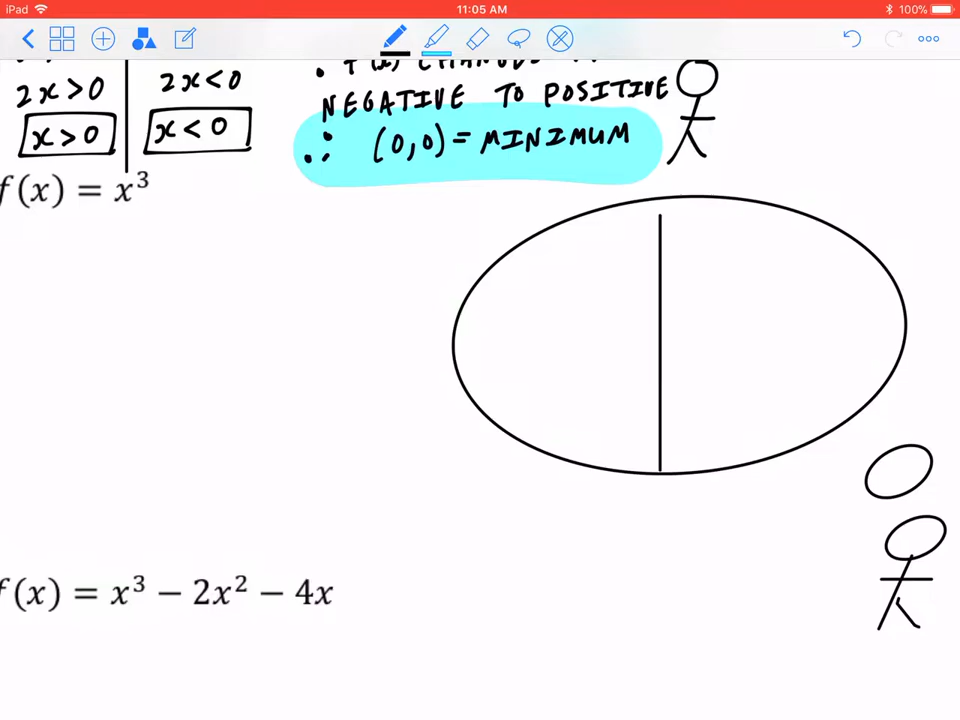 iPad 11:05 AM 100%
2x>0 2x<0
NEGATIVE TO POSITIVE
x>0 x<0 ∴ (0,0) = MINIMUM
f(x) = x³
f(x) = x³ − 2x² − 4x